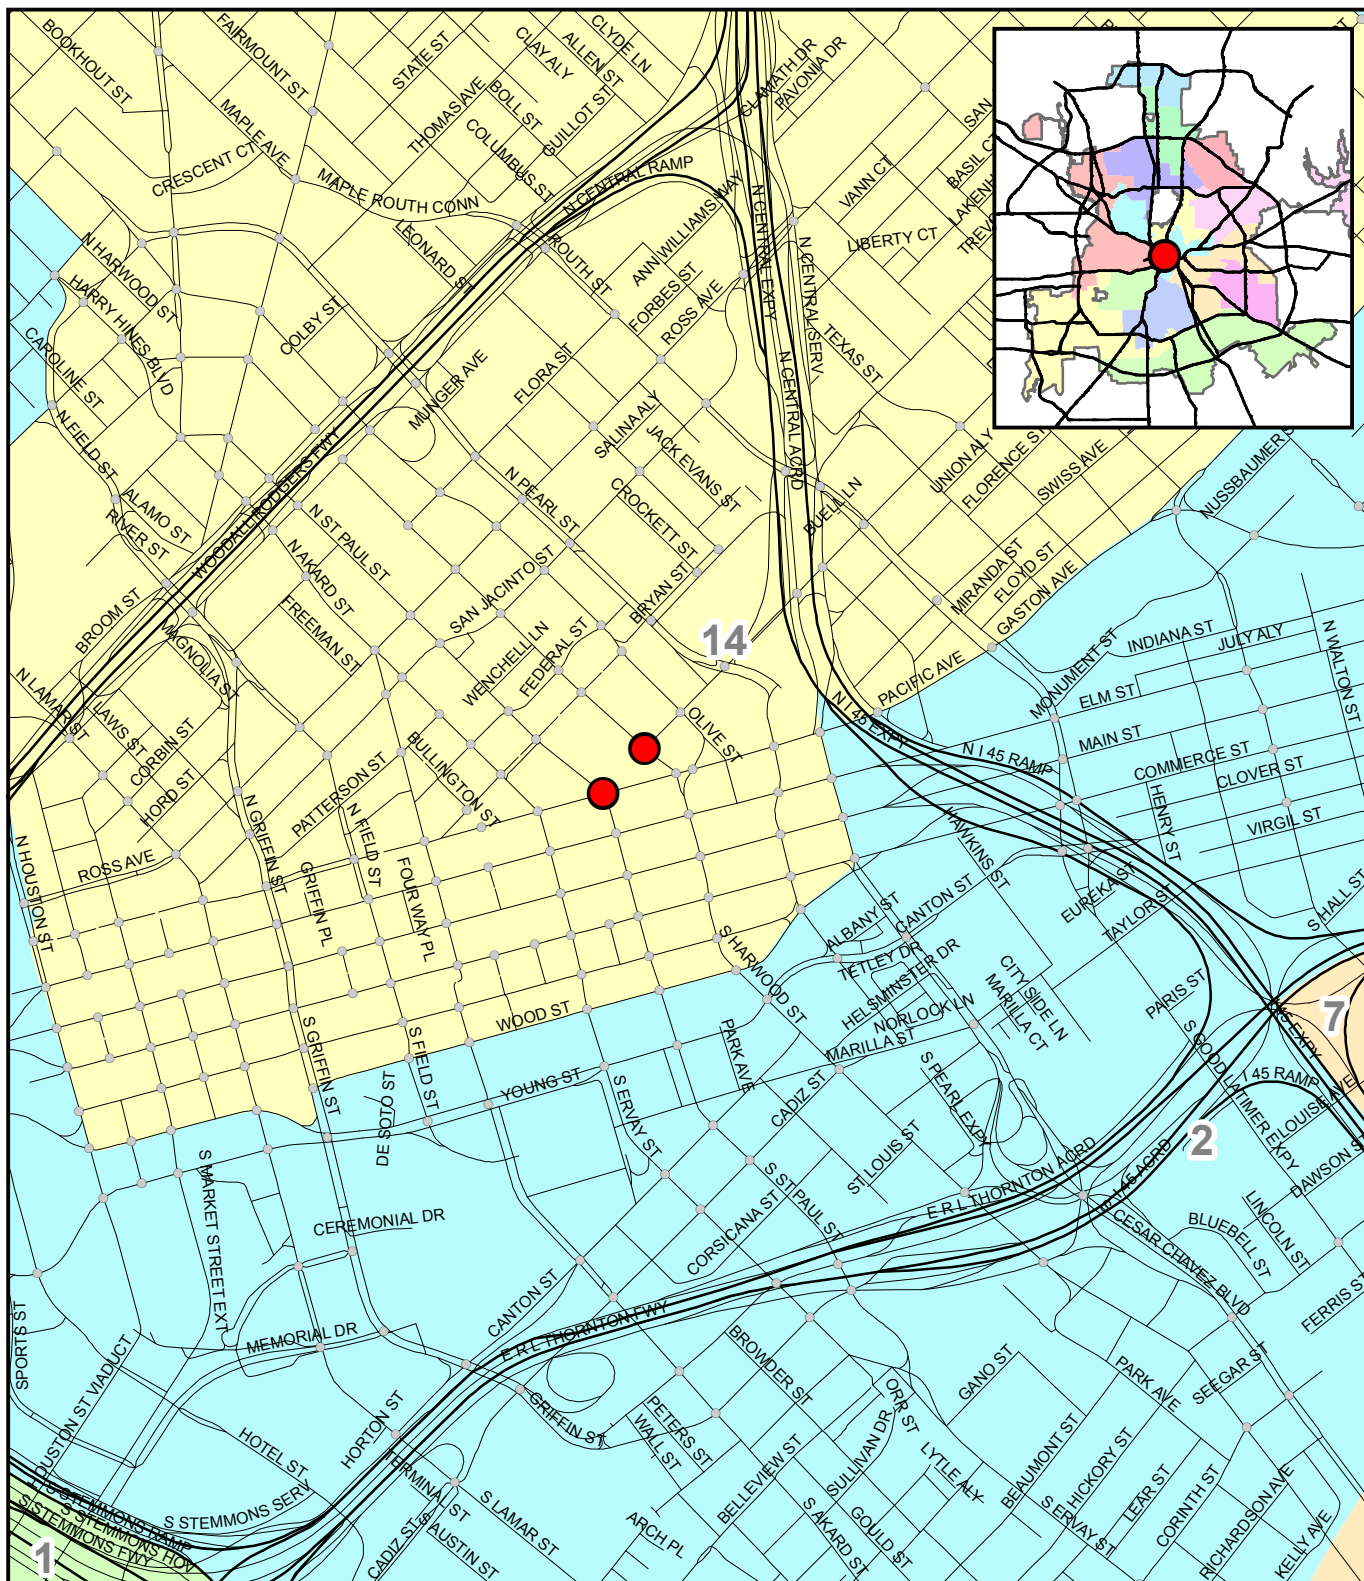 BOOKHOUT ST
FAIRMOUNT ST
STATE ST
CLAY ALY
ALLEN ST
CLYDE LN
THOMAS AVE
BOLL ST
COLUMBUS ST
GUILLOT ST
CLAMATH DR
PAVONIA DR
MAPLE AVE
CRESCENT CT
MAPLE ROUTH CONN
N CENTRAL RAMP
SAN
BASIL CT
VANN CT
LIBERTY CT
N HARWOOD ST
HARRY HINES BLVD
LEONARD ST
ROUTH ST
ANN WILLIAMS WAY
N CENTRAL EXPY
N CENTRAL SERV
FORBES ST
ROSS AVE
COLBY ST
CAROLINE ST
MUNGER AVE
FLORA ST
N CENTRAL ACRD
TEXAS ST
N FIELD ST
SALINA ALY
JACK EVANS ST
UNION ALY
FLORENCE ST
SWISS AVE
NUSSBAUMER S
WOODALL RODGERS FWY
ALAMO ST
RIVER ST
N ST PAUL ST
N PEARL ST
CROCKETT ST
BUELL LN
N AKARD ST
SAN JACINTO ST
BRYAN ST
MIRANDA ST
FLOYD ST
GASTON AVE
BROOM ST
MAGNOLIA ST
FREEMAN ST
WENCHELL LN
FEDERAL ST
14
INDIANA ST
JULY ALY
N WALTON ST
MONUMENT ST
PACIFIC AVE
ELM ST
N LAMAR ST
LAWS ST
CORBIN ST
HORD ST
BULLINGTON ST
PATTERSON ST
OLIVE ST
N I 45 EXPY
N I 45 RAMP
MAIN ST
COMMERCE ST
CLOVER ST
HENRY ST
VIRGIL ST
N HOUSTON ST
ROSS AVE
N GRIFFIN ST
GRIFFIN PL
N FIELD ST
FOUR WAY PL
HAWKINS ST
EUREKA ST
TAYLOR ST
S HALL ST
ALBANY ST
CANTON ST
TETLEY DR
HELSMINSTER DR
NORLOCK LN
MARILLA ST
CITY SIDE LN
MARILLA CT
PARIS ST
S HARWOOD ST
WOOD ST
S GRIFFIN ST
S FIELD ST
DE SOTO ST
YOUNG ST
S ERVAY ST
PARK AVE
CADIZ ST
S PEARL EXPY
S GOOD LATIMER EXPY
I 45 RAMP
LOUISE AVE
7
2
DAWSON ST
ST LOUIS ST
S ST PAUL ST
CORSICANA ST
E R L THORNTON ACRD
S I 45 ACRD
S CESAR CHAVEZ BLVD
BLUEBELL ST
LINCOLN ST
FERRIS ST
S MARKET STREET EXT
CEREMONIAL DR
MEMORIAL DR
CANTON ST
E R L THORNTON FWY
SPORTS ST
OUSTON ST VIADUCT
HOTEL ST
HORTON ST
GRIFFIN ST
BROWDER ST
PETERS ST
WALL ST
BELLEVIEW ST
SULLIVAN DR
ORR ST
GANO ST
PARK AVE
SEEGAR ST
LYTLE ALY
BEAUMONT ST
HICKORY ST
LEAR ST
CORINTH ST
RICHARDSON AVE
KELLY AVE
S ERVAY ST
GOULD ST
S AKARD ST
ARCH PL
S LAMAR ST
TERMINAL ST
AUSTIN ST
CADIZ ST
S STEMMONS SERV
S STEMMONS RAMP
S STEMMONS HOV
S STEMMONS FWY
1